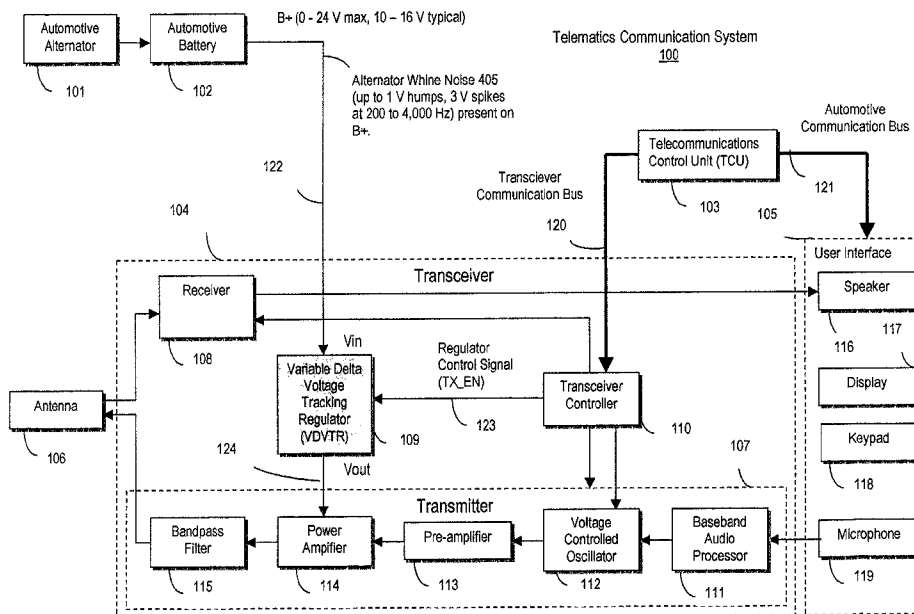 B+ (0 - 24 V max, 10 – 16 V typical)
Automotive
Alternator
101
Automotive
Battery
102
Telematics Communication System
100
Alternator Whine Noise 405
(up to 1 V humps, 3 V spikes
at 200 to 4,000 Hz) present on
B+.
Automotive
Communication Bus
Telecommunications
Control Unit (TCU)
103
121
122
Transciever
Communication Bus
120
104
105
User Interface
Transceiver
Receiver
108
Speaker
116
117
Vin
Regulator
Control Signal
(TX_EN)
123
Variable Delta
Voltage
Tracking
Regulator
(VDVTR)
109
Transceiver
Controller
110
Display
Antenna
106
Keypad
118
124
Vout
107
Transmitter
Bandpass
Filter
115
Power
Ampifier
114
Pre-amplifier
113
Voltage
Controlled
Oscillator
112
Baseband
Audio
Processor
111
Microphone
119